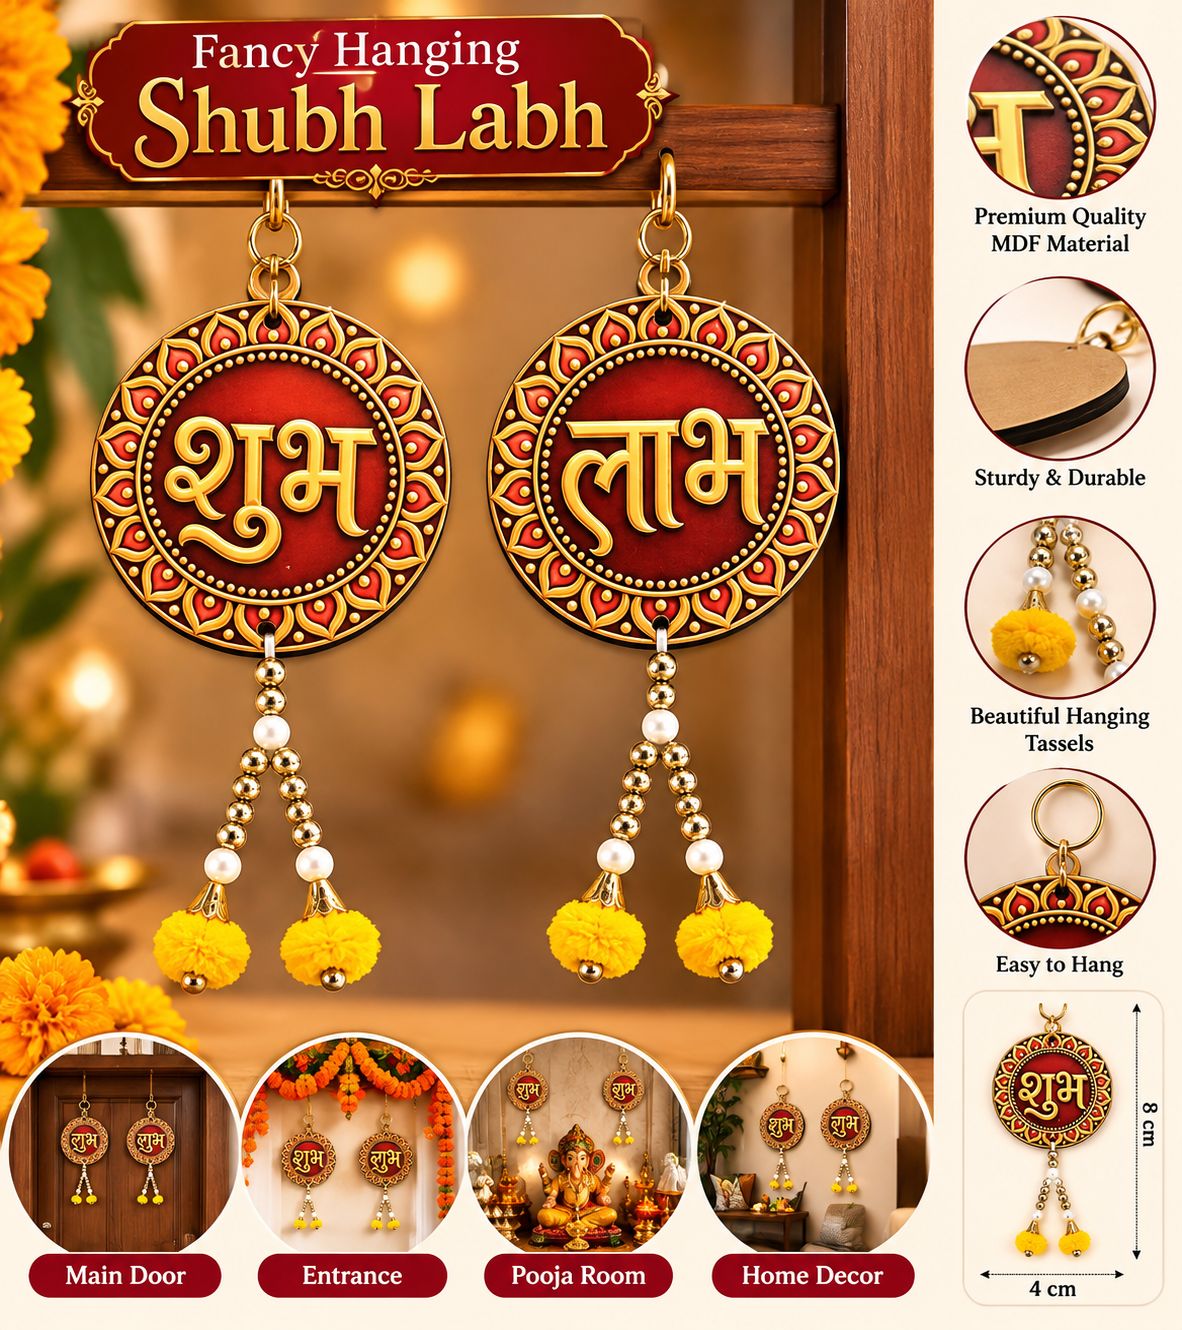 Fancy Hanging
Shubh Labh
शुभ
लाभ
Premium Quality
MDF Material
Sturdy & Durable
Beautiful Hanging
Tassels
Easy to Hang
शुभ
8 cm
4 cm
Main Door
Entrance
शुभ
Pooja Room
शुभ
शुभ
Home Decor
शुभ